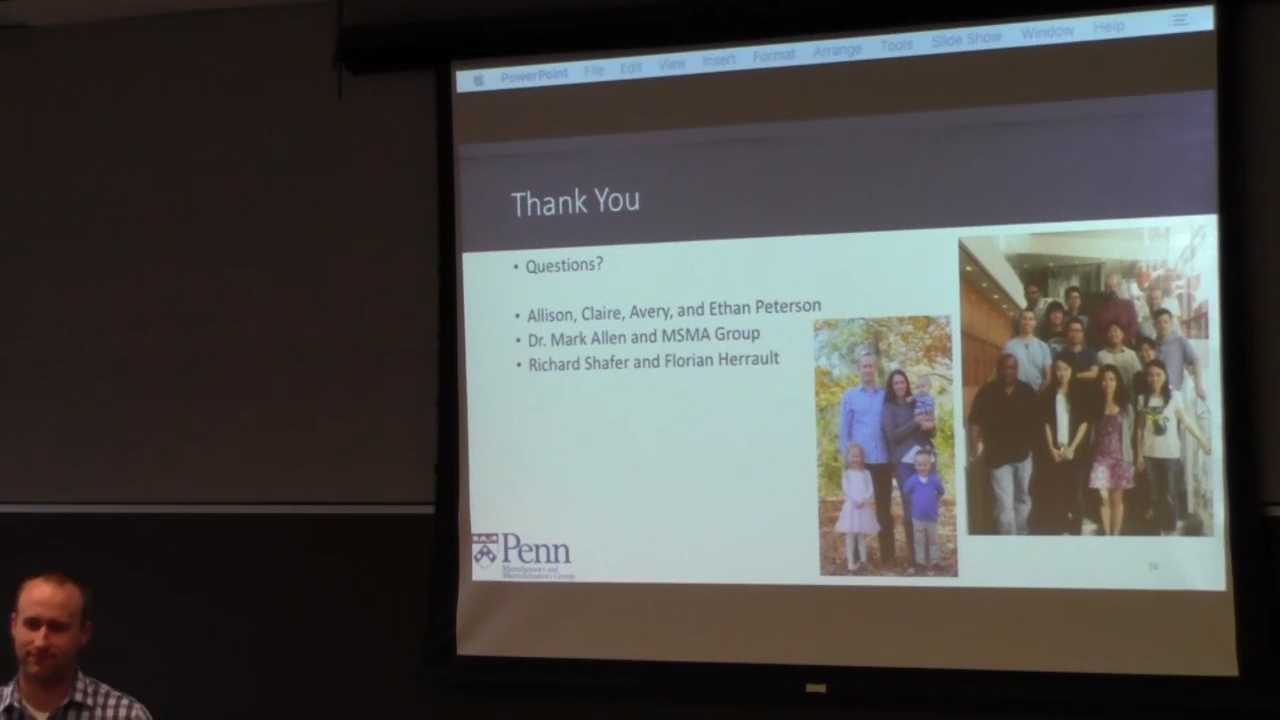 PowerPoint File Edit View Insert Format Arrange Tools Slide Show Window Help
Thank You
• Questions?
• Allison, Claire, Avery, and Ethan Peterson
• Dr. Mark Allen and MSMA Group
• Richard Shafer and Florian Herrault
Penn